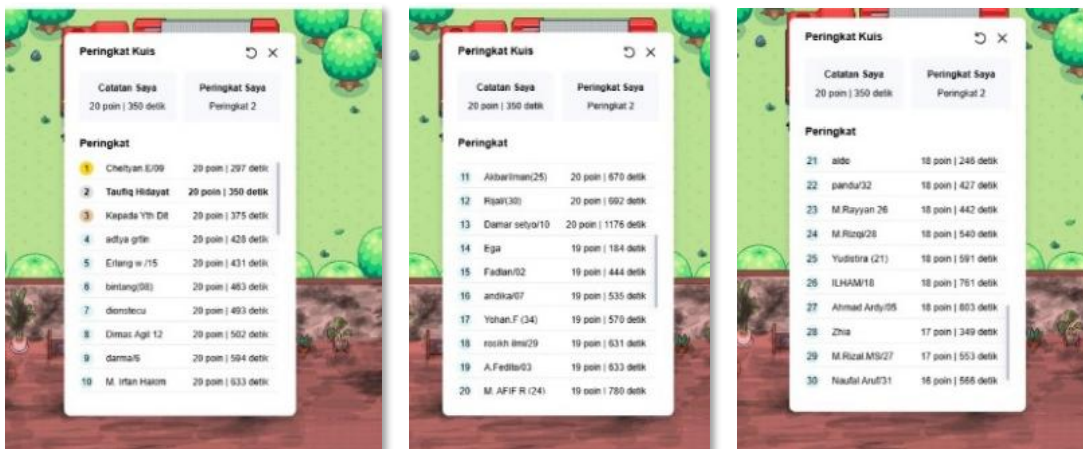 Peringkat Kuis
Catatan Saya
20 poin | 350 detik
Peringkat Saya
Peringkat 2
Peringkat
1 Cheltyan.E/09 20 poin | 297 detik
2 Taufiq Hidayat 20 poin | 350 detik
3 Kepada Yth Dit 20 poin | 375 detik
4 adtya grtin 20 poin | 428 detik
5 Erlang w /15 20 poin | 431 detik
6 bintang(08) 20 poin | 463 detik
7 dionstecu 20 poin | 493 detik
8 Dimas Agil 12 20 poin | 502 detik
9 darma/6 20 poin | 594 detik
10 M. Irfan Hakim 20 poin | 633 detik
Peringkat Kuis
Catatan Saya
20 poin | 350 detik
Peringkat Saya
Peringkat 2
Peringkat
11 Akbarilman(25) 20 poin | 670 detik
12 Rijal/(30) 20 poin | 692 detik
13 Damar setyo/10 20 poin | 1176 detik
14 Ega 19 poin | 184 detik
15 Fadlan/02 19 poin | 444 detik
16 andika/07 19 poin | 535 detik
17 Yohan.F (34) 19 poin | 570 detik
18 rosikh ilmi/29 19 poin | 631 detik
19 A.Fedito/03 19 poin | 633 detik
20 M. AFIF R (24) 19 poin | 780 detik
Peringkat Kuis
Catatan Saya
20 poin | 350 detik
Peringkat Saya
Peringkat 2
Peringkat
21 aldo 18 poin | 246 detik
22 pandu/32 18 poin | 427 detik
23 M.Rayyan 26 18 poin | 442 detik
24 M.Rizqi/28 18 poin | 540 detik
25 Yudistira (21) 18 poin | 591 detik
26 ILHAM/18 18 poin | 761 detik
27 Ahmad Ardy/05 18 poin | 803 detik
28 Zhia 17 poin | 349 detik
29 M.Rizal.MS/27 17 poin | 553 detik
30 Naufal Aruf/31 16 poin | 566 detik